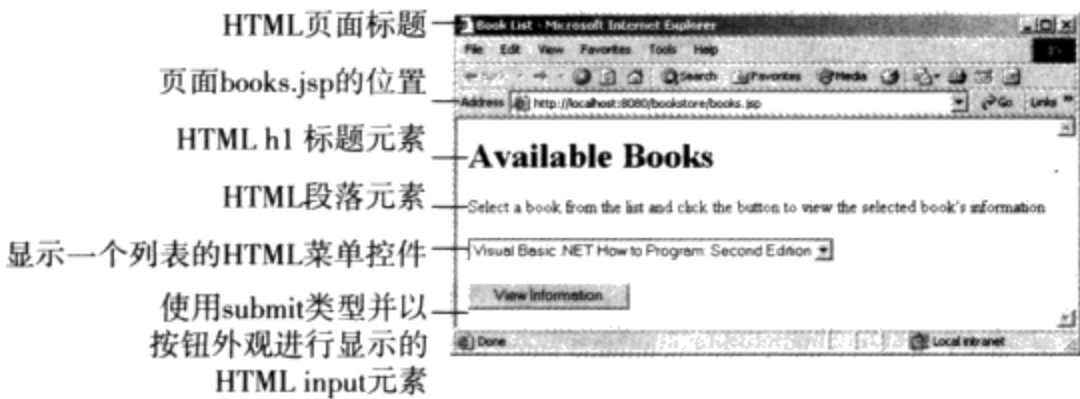 HTML页面标题
页面books.jsp的位置
HTML h1 标题元素
HTML段落元素
显示一个列表的HTML菜单控件
使用submit类型并以
按钮外观进行显示的
HTML input元素
Book List - Microsoft Internet Explorer
File Edit View Favorites Tools Help
Search Favorites Media
Address http://localhost:8080/bookstore/books.jsp Go Links »
Available Books
Select a book from the list and click the button to view the selected book's information
Visual Basic .NET How to Program: Second Edition
View Information
Done Local intranet